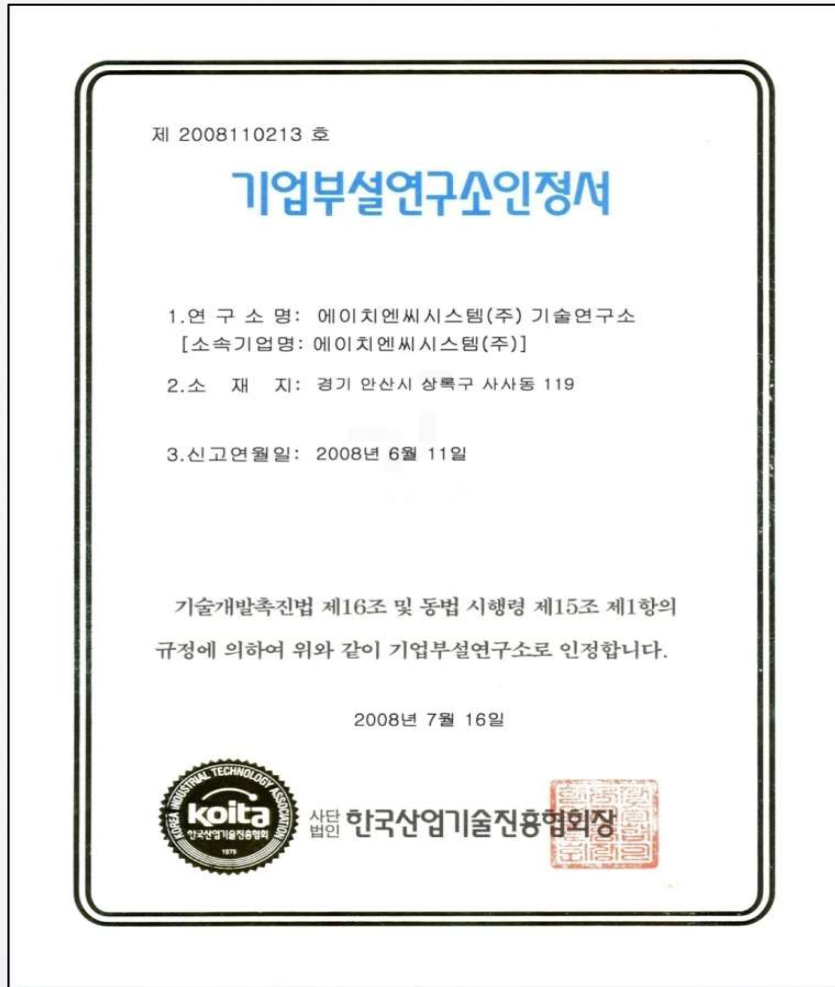 제 2008110213 호
기업부설연구소인정서
1.연 구 소 명: 에이치엔씨시스템(주) 기술연구소
[소속기업명: 에이치엔씨시스템(주)]
2.소 재 지: 경기 안산시 상록구 사사동 119
3.신고연월일: 2008년 6월 11일
기술개발촉진법 제16조 및 동법 시행령 제15조 제1항의
규정에 의하여 위와 같이 기업부설연구소로 인정합니다.
2008년 7월 16일
KOREA INDUSTRIAL TECHNOLOGY ASSOCIATION
koita
한국산업기술진흥협회
1979
사단법인 한국산업기술진흥협회장